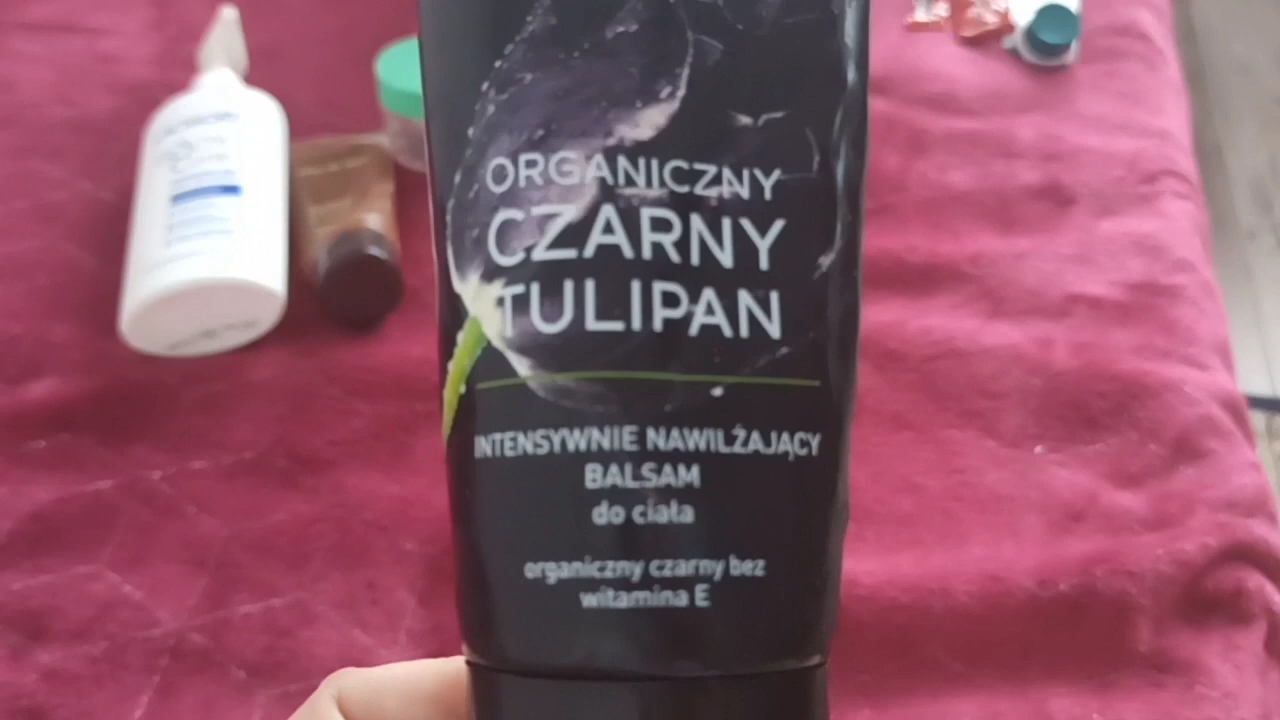 ORGANICZNY
CZARNY
TULIPAN
INTENSYWNIE NAWILŻAJĄCY
BALSAM
do ciała
organiczny czarny bez
witamina E